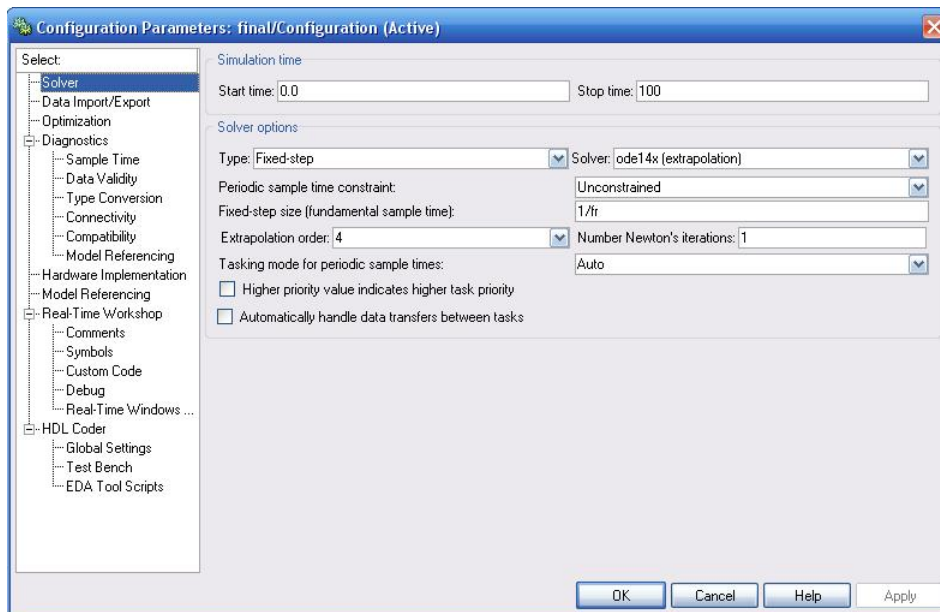 Configuration Parameters: final/Configuration (Active)
Select:
Solver
Data Import/Export
Optimization
Diagnostics
Sample Time
Data Validity
Type Conversion
Connectivity
Compatibility
Model Referencing
Hardware Implementation
Model Referencing
Real-Time Workshop
Comments
Symbols
Custom Code
Debug
Real-Time Windows ...
HDL Coder
Global Settings
Test Bench
EDA Tool Scripts
Simulation time
Start time: 0.0 Stop time: 100
Solver options
Type: Fixed-step Solver: ode14x (extrapolation)
Periodic sample time constraint: Unconstrained
Fixed-step size (fundamental sample time): 1/fr
Extrapolation order: 4 Number Newton's iterations: 1
Tasking mode for periodic sample times: Auto
Higher priority value indicates higher task priority
Automatically handle data transfers between tasks
OK Cancel Help Apply